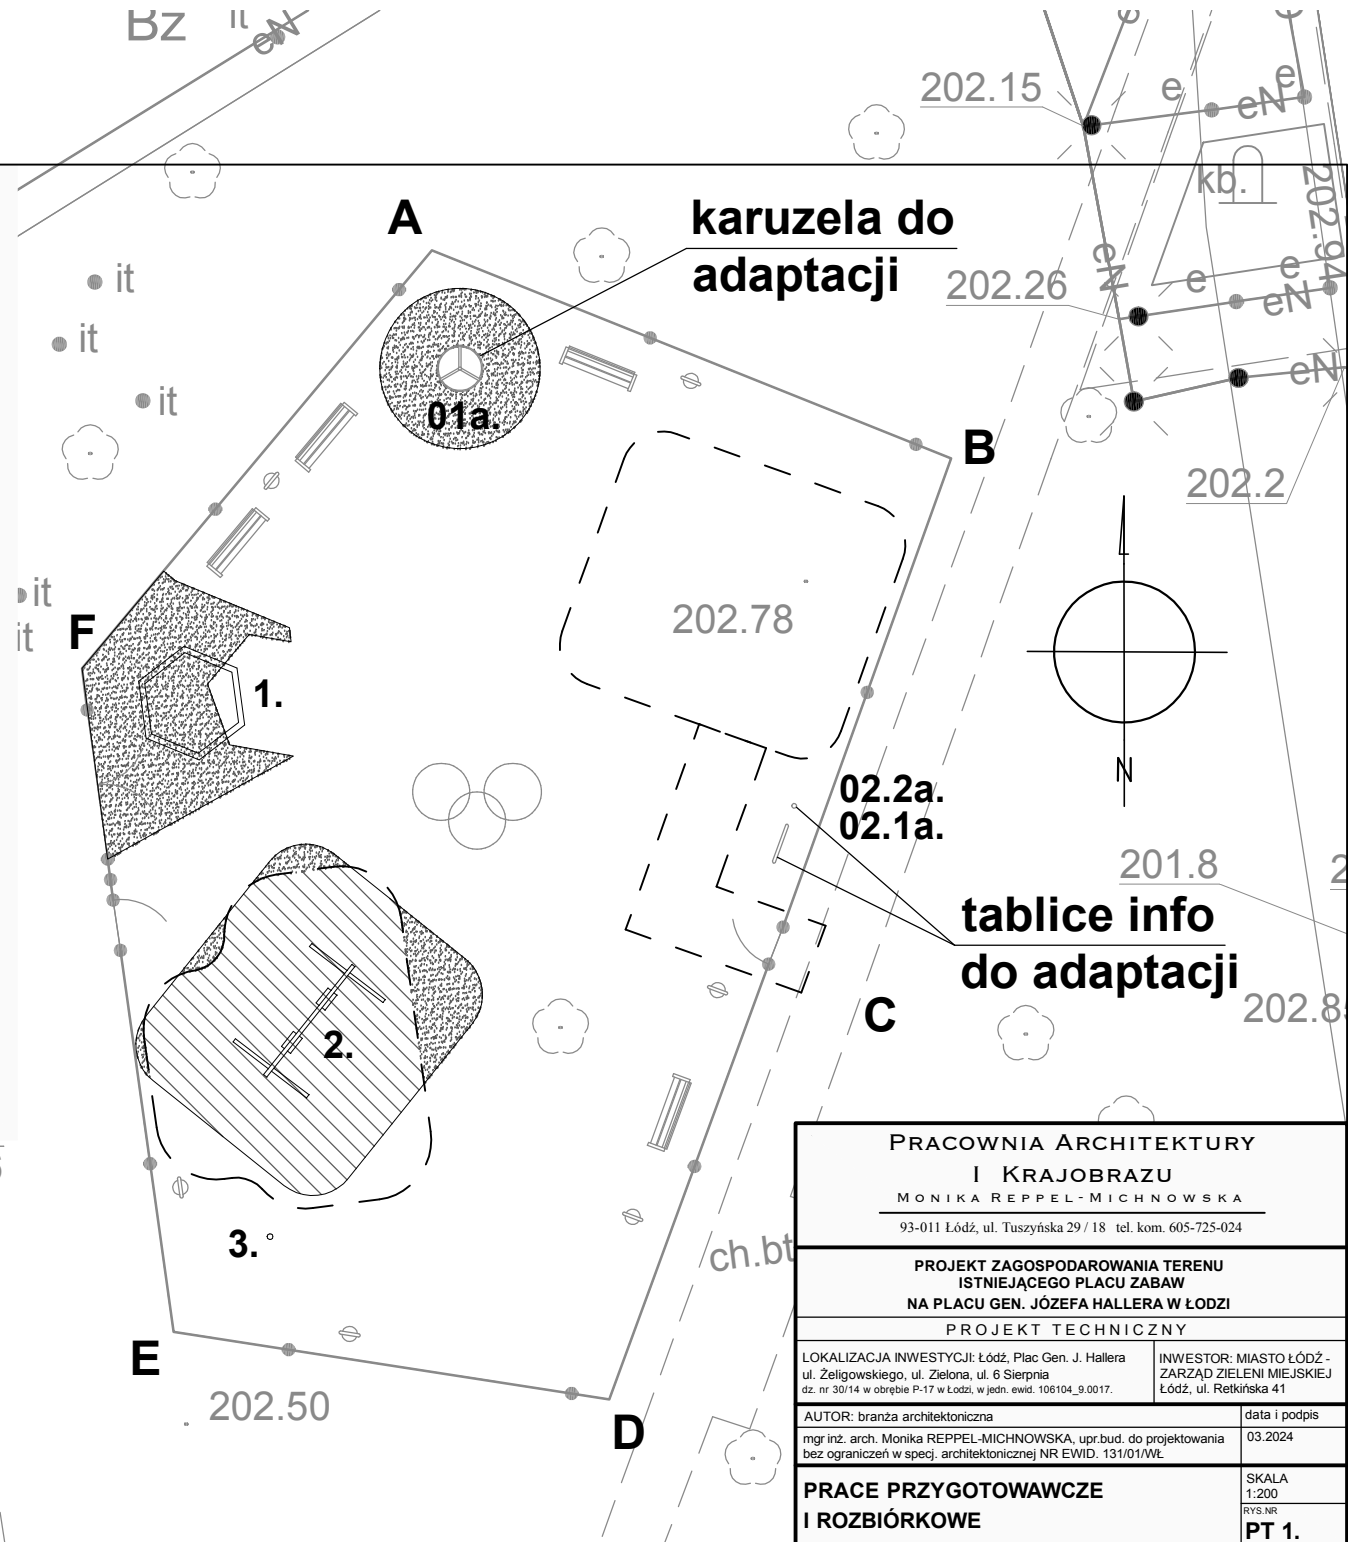 Bz
it
eN
202.15
e
eN
e
kb.
202.94
A
karuzela do
adaptacji
it
it
it
202.26
eN
e
e
eN
eN
01a.
B
202.2
it
it
F
202.78
1.
N
02.2a.
02.1a.
201.8
tablice info
do adaptacji
C
2.
3.
ch.bt
E
202.50
D
PRACOWNIA ARCHITEKTURY
I KRAJOBRAZU
MONIKA REPPEL-MICHNOWSKA
93-011 Łódź, ul. Tuszyńska 29 / 18 tel. kom. 605-725-024
PROJEKT ZAGOSPODAROWANIA TERENU
ISTNIEJĄCEGO PLACU ZABAW
NA PLACU GEN. JÓZEFA HALLERA W ŁODZI
PROJEKT TECHNICZNY
LOKALIZACJA INWESTYCJI: Łódź, Plac Gen. J. Hallera
ul. Żeligowskiego, ul. Zielona, ul. 6 Sierpnia
dz. nr 30/14 w obrębie P-17 w Łodzi, w jedn. ewid. 106104_9.0017.
INWESTOR: MIASTO ŁÓDŹ -
ZARZĄD ZIELENI MIEJSKIEJ
Łódź, ul. Retkińska 41
AUTOR: branża architektoniczna
data i podpis
mgr inż. arch. Monika REPPEL-MICHNOWSKA, upr.bud. do projektowania
bez ograniczeń w specj. architektonicznej NR EWID. 131/01/WŁ
03.2024
PRACE PRZYGOTOWAWCZE
I ROZBIÓRKOWE
SKALA
1:200
RYS.NR
PT 1.